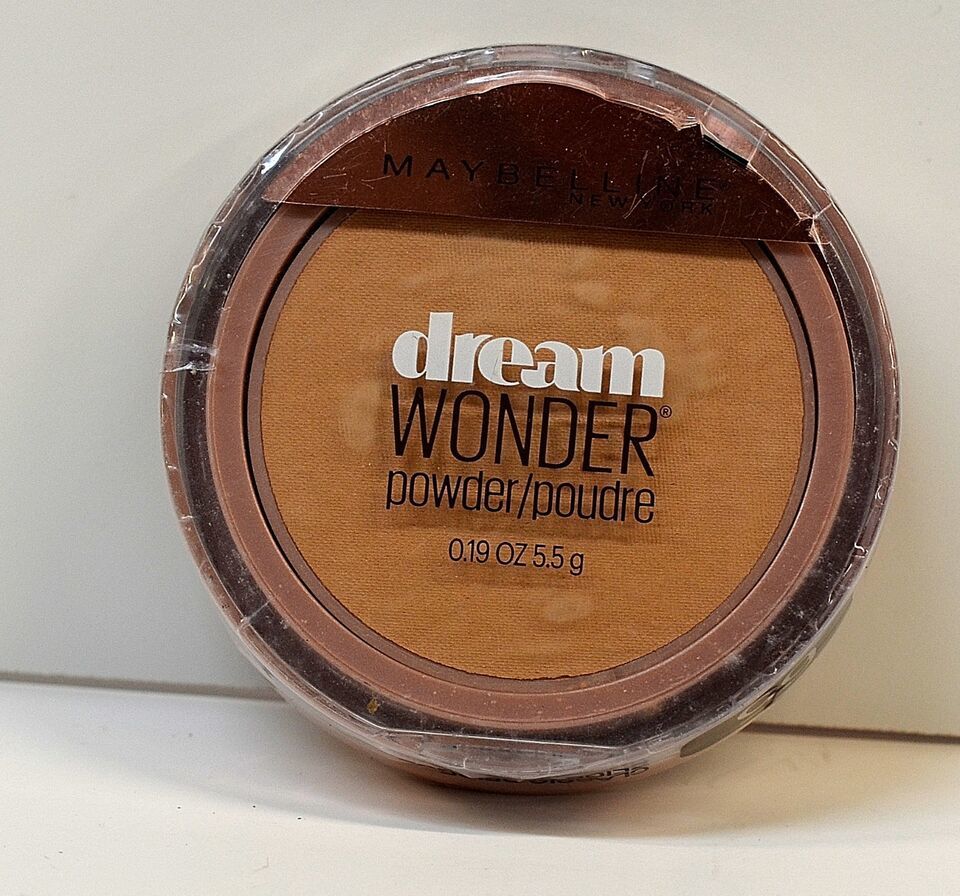 MAYBELLINE
NEW YORK
dream
WONDER®
powder/poudre
0.19 OZ 5.5 g